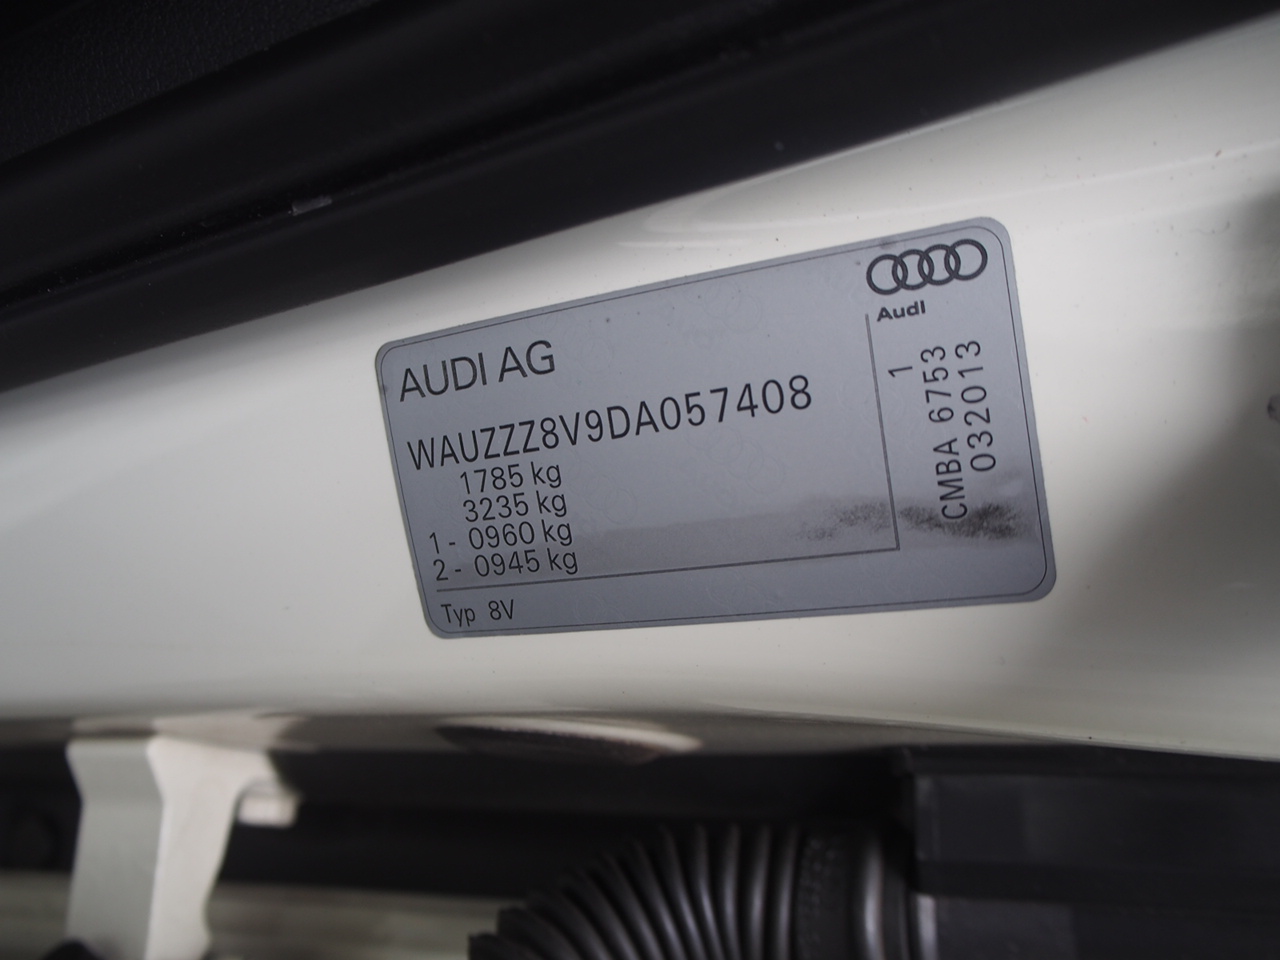 AUDI AG
WAUZZZ8V9DA057408
1785 kg
3235 kg
1 - 0960 kg
2 - 0945 kg
Typ 8V
Audi
1
CMBA 6753
032013